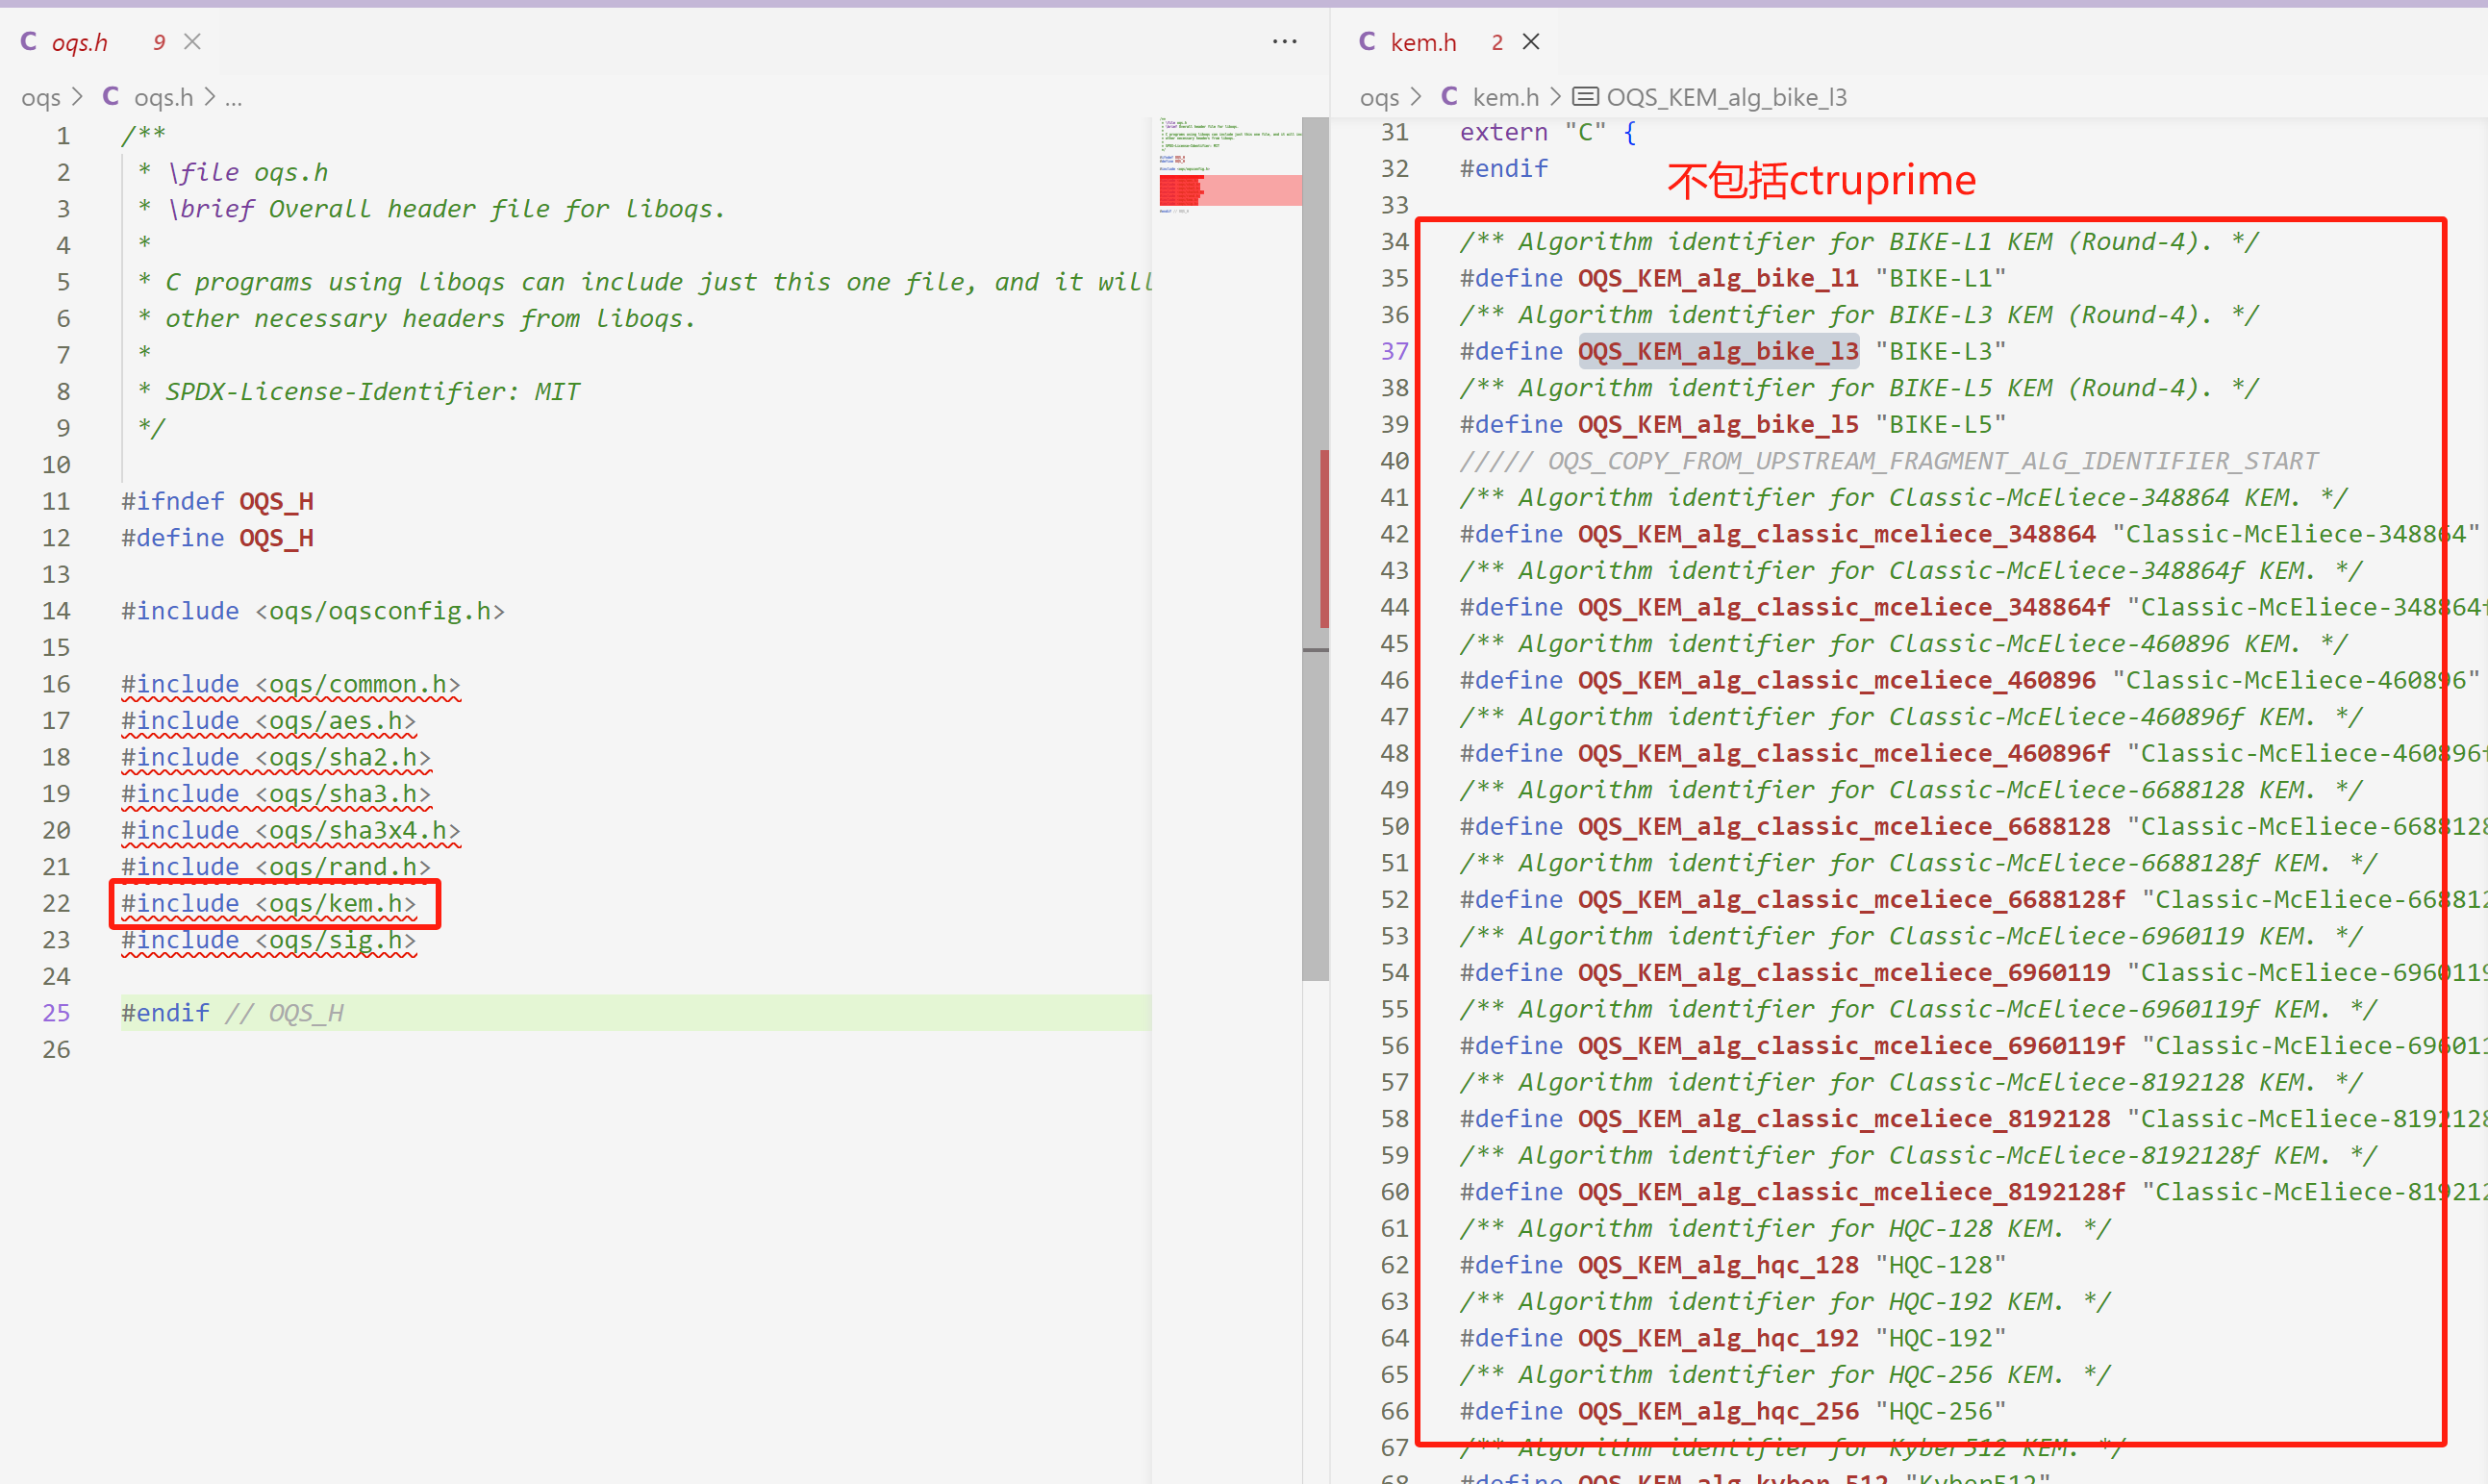 C oqs.h 9
oqs > C oqs.h > ...
1 /**
2  * \file oqs.h
3  * \brief Overall header file for liboqs.
4  *
5  * C programs using liboqs can include just this one file, and it will
6  * other necessary headers from liboqs.
7  *
8  * SPDX-License-Identifier: MIT
9  */
10
11 #ifndef OQS_H
12 #define OQS_H
13
14 #include <oqs/oqsconfig.h>
15
16 #include <oqs/common.h>
17 #include <oqs/aes.h>
18 #include <oqs/sha2.h>
19 #include <oqs/sha3.h>
20 #include <oqs/sha3x4.h>
21 #include <oqs/rand.h>
22 #include <oqs/kem.h>
23 #include <oqs/sig.h>
24
25 #endif // OQS_H
26
C kem.h 2
oqs > C kem.h > OQS_KEM_alg_bike_l3
31 extern "C" {
32 #endif
不包括ctruprime
33
34 /** Algorithm identifier for BIKE-L1 KEM (Round-4). */
35 #define OQS_KEM_alg_bike_l1 "BIKE-L1"
36 /** Algorithm identifier for BIKE-L3 KEM (Round-4). */
37 #define OQS_KEM_alg_bike_l3 "BIKE-L3"
38 /** Algorithm identifier for BIKE-L5 KEM (Round-4). */
39 #define OQS_KEM_alg_bike_l5 "BIKE-L5"
40 ///// OQS_COPY_FROM_UPSTREAM_FRAGMENT_ALG_IDENTIFIER_START
41 /** Algorithm identifier for Classic-McEliece-348864 KEM. */
42 #define OQS_KEM_alg_classic_mceliece_348864 "Classic-McEliece-348864"
43 /** Algorithm identifier for Classic-McEliece-348864f KEM. */
44 #define OQS_KEM_alg_classic_mceliece_348864f "Classic-McEliece-348864f
45 /** Algorithm identifier for Classic-McEliece-460896 KEM. */
46 #define OQS_KEM_alg_classic_mceliece_460896 "Classic-McEliece-460896"
47 /** Algorithm identifier for Classic-McEliece-460896f KEM. */
48 #define OQS_KEM_alg_classic_mceliece_460896f "Classic-McEliece-460896f
49 /** Algorithm identifier for Classic-McEliece-6688128 KEM. */
50 #define OQS_KEM_alg_classic_mceliece_6688128 "Classic-McEliece-6688128
51 /** Algorithm identifier for Classic-McEliece-6688128f KEM. */
52 #define OQS_KEM_alg_classic_mceliece_6688128f "Classic-McEliece-668812
53 /** Algorithm identifier for Classic-McEliece-6960119 KEM. */
54 #define OQS_KEM_alg_classic_mceliece_6960119 "Classic-McEliece-6960119
55 /** Algorithm identifier for Classic-McEliece-6960119f KEM. */
56 #define OQS_KEM_alg_classic_mceliece_6960119f "Classic-McEliece-696011
57 /** Algorithm identifier for Classic-McEliece-8192128 KEM. */
58 #define OQS_KEM_alg_classic_mceliece_8192128 "Classic-McEliece-8192128
59 /** Algorithm identifier for Classic-McEliece-8192128f KEM. */
60 #define OQS_KEM_alg_classic_mceliece_8192128f "Classic-McEliece-819212
61 /** Algorithm identifier for HQC-128 KEM. */
62 #define OQS_KEM_alg_hqc_128 "HQC-128"
63 /** Algorithm identifier for HQC-192 KEM. */
64 #define OQS_KEM_alg_hqc_192 "HQC-192"
65 /** Algorithm identifier for HQC-256 KEM. */
66 #define OQS_KEM_alg_hqc_256 "HQC-256"
67 /** Algorithm identifier for Kyber512 KEM. */
68 #define OQS_KEM_alg_kyber_512 "Kyber512"